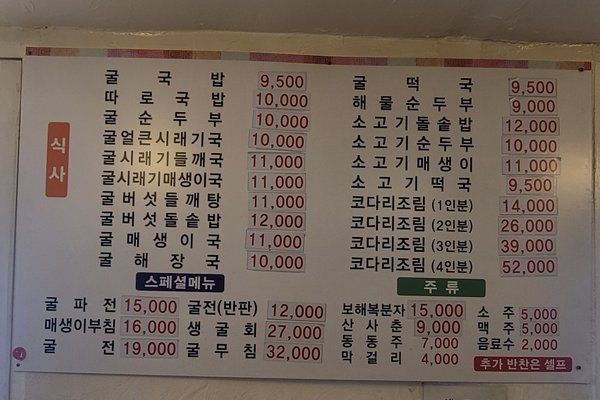 식사
굴국밥 9,500
따로국밥 10,000
굴순두부 10,000
굴얼큰시래기국 10,000
굴시래기들깨국 11,000
굴시래기매생이국 11,000
굴버섯들깨탕 11,000
굴버섯돌솥밥 12,000
굴매생이국 11,000
굴해장국 10,000
굴떡국 9,500
해물순두부 9,000
소고기돌솥밥 12,000
소고기순두부 10,000
소고기매생이 11,000
소고기떡국 9,500
코다리조림 (1인분) 14,000
코다리조림 (2인분) 26,000
코다리조림 (3인분) 39,000
코다리조림 (4인분) 52,000
스페셜메뉴
굴파전 15,000 굴전(반판) 12,000
매생이부침 16,000 생굴회 27,000
굴전 19,000 굴무침 32,000
주류
보해복분자 15,000 소주 5,000
산사춘 9,000 맥주 5,000
동동주 7,000 음료수 2,000
막걸리 4,000
추가 반찬은 셀프